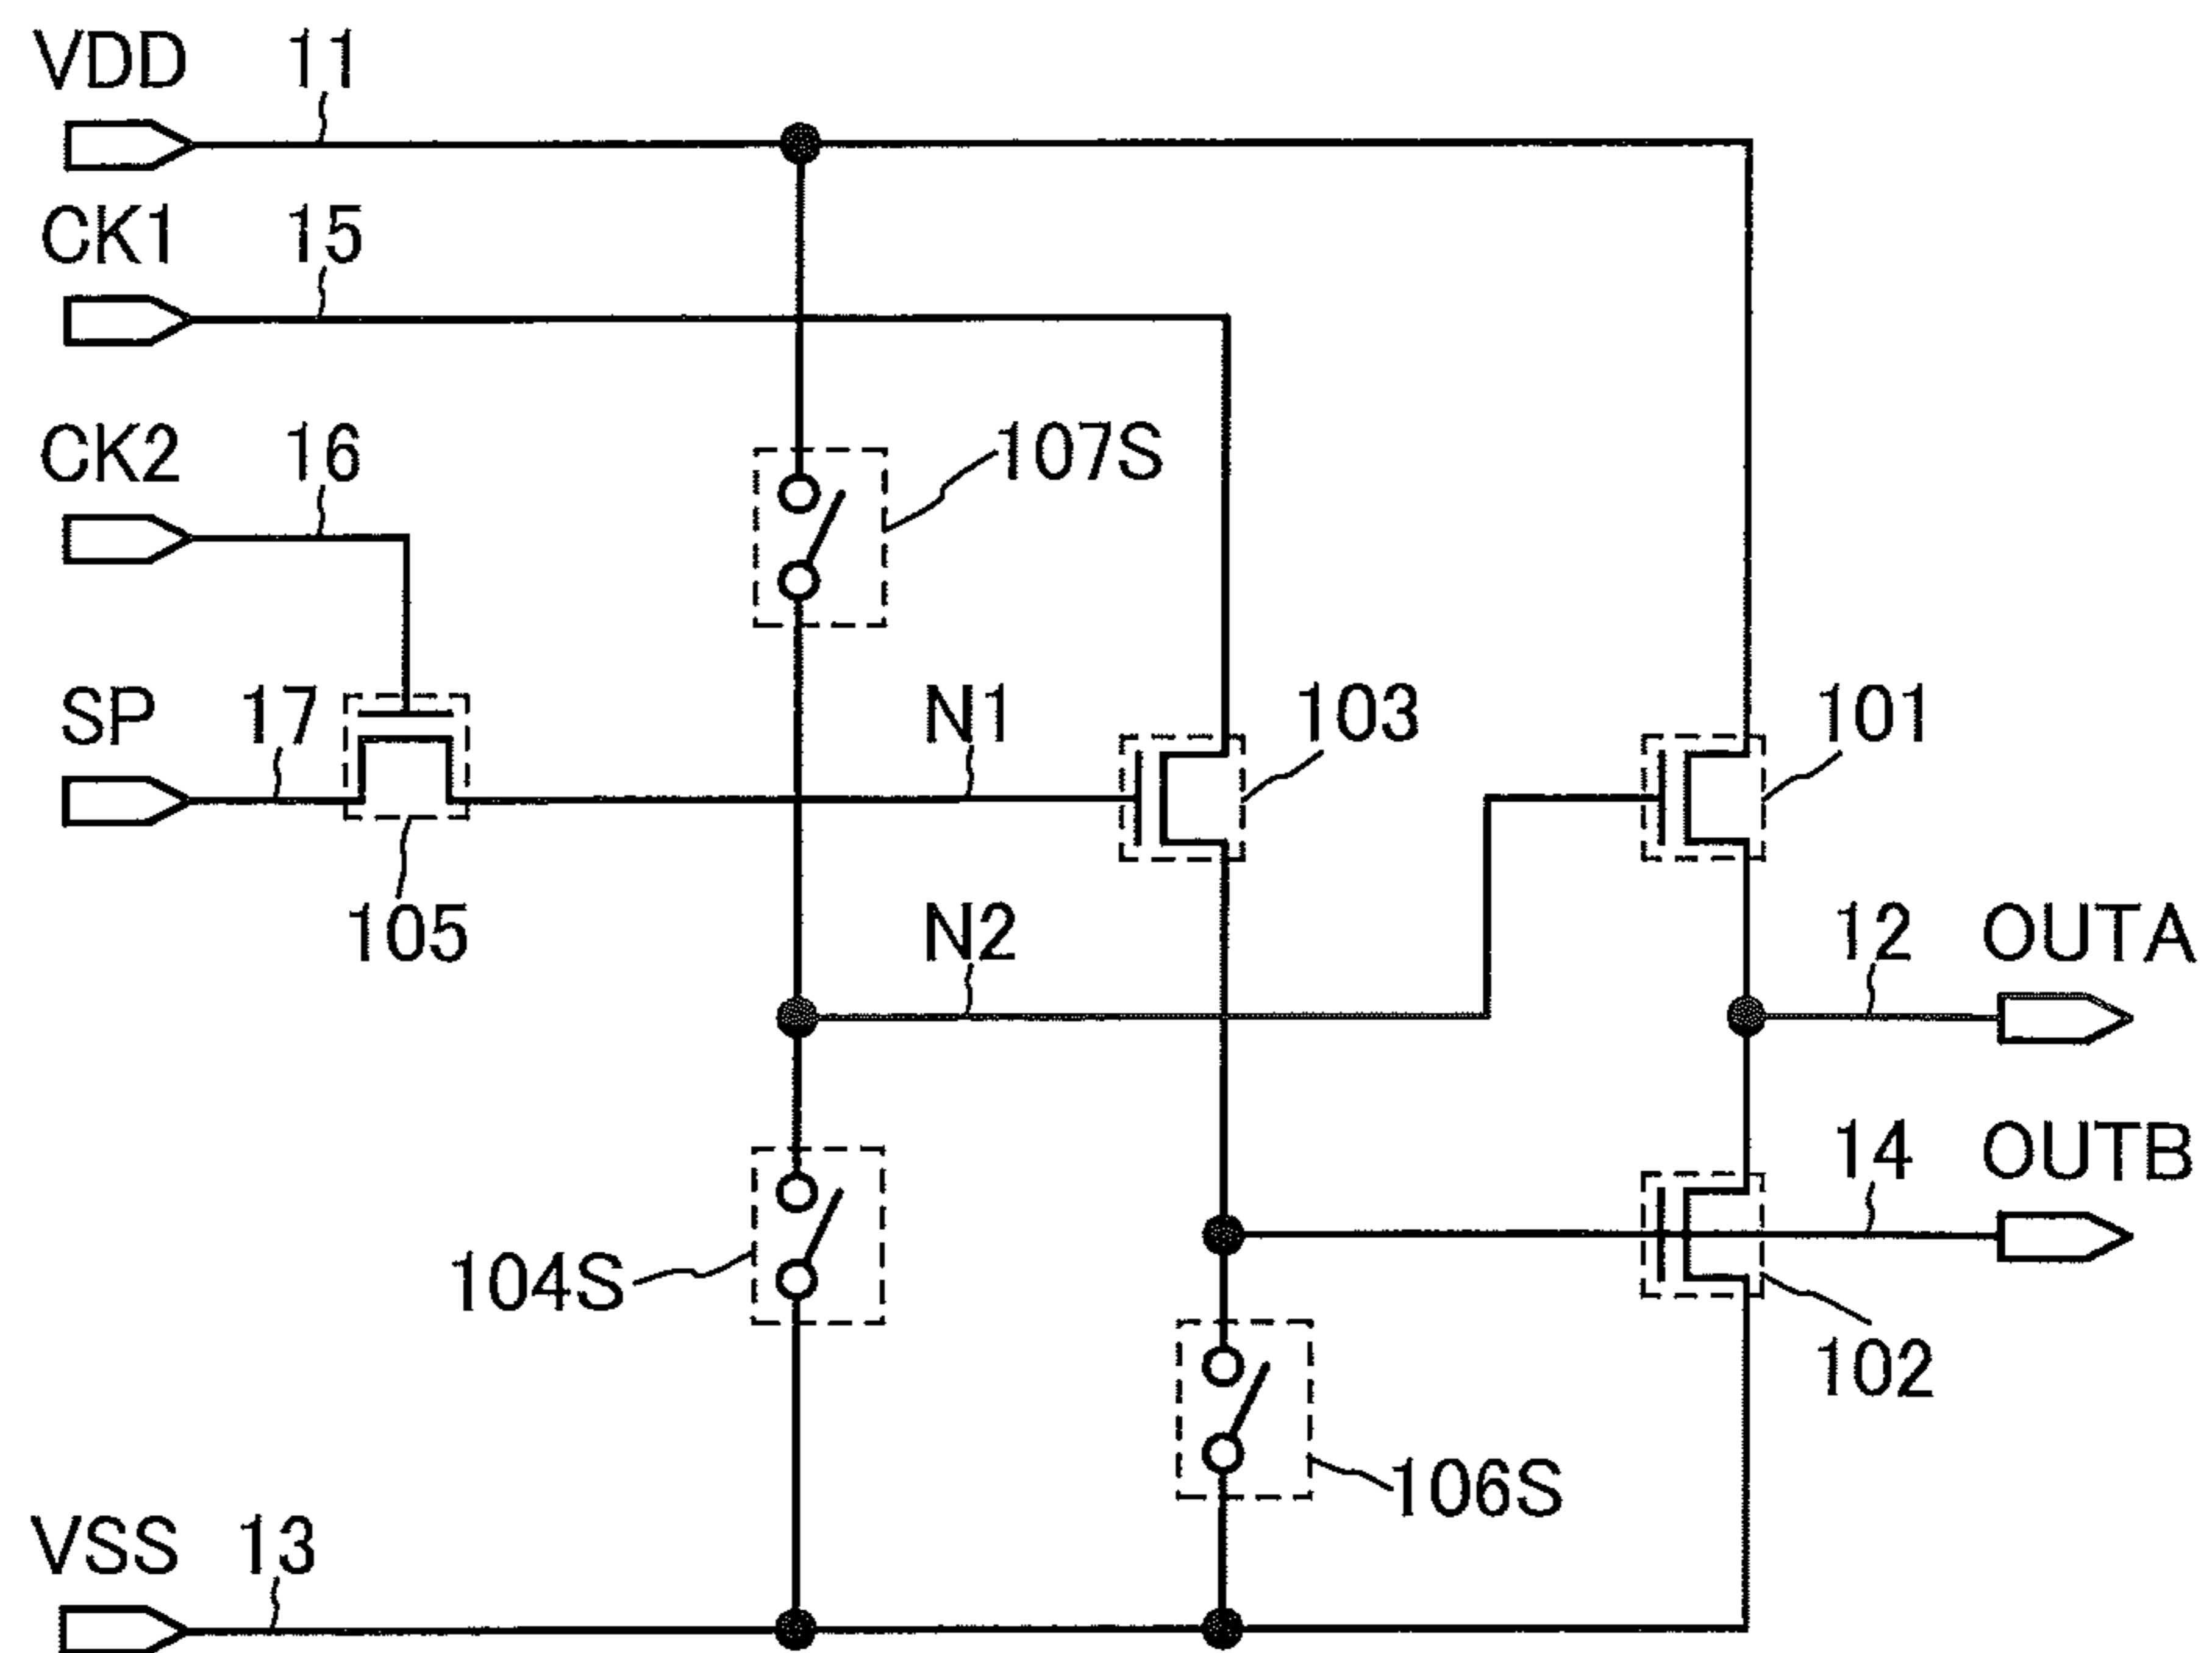 VDD 11
CK1 15
CK2 16
107S
SP 17
N1
103
101
105
N2
12 OUTA
14 OUTB
104S
102
106S
VSS 13